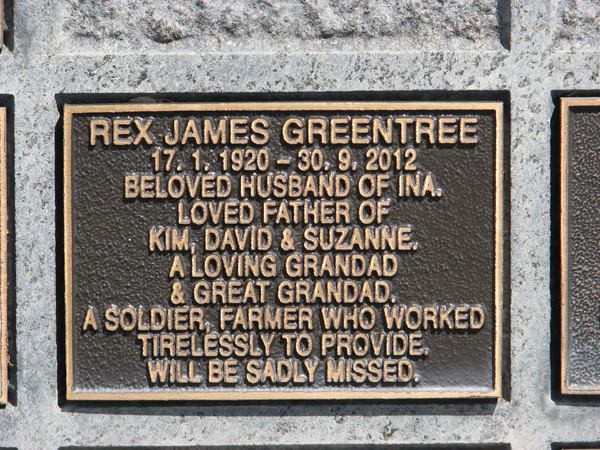 REX JAMES GREENTREE
17. 1. 1920 - 30. 9. 2012
BELOVED HUSBAND OF INA.
LOVED FATHER OF
KIM, DAVID & SUZANNE.
A LOVING GRANDAD
& GREAT GRANDAD.
A SOLDIER, FARMER WHO WORKED
TIRELESSLY TO PROVIDE.
WILL BE SADLY MISSED.